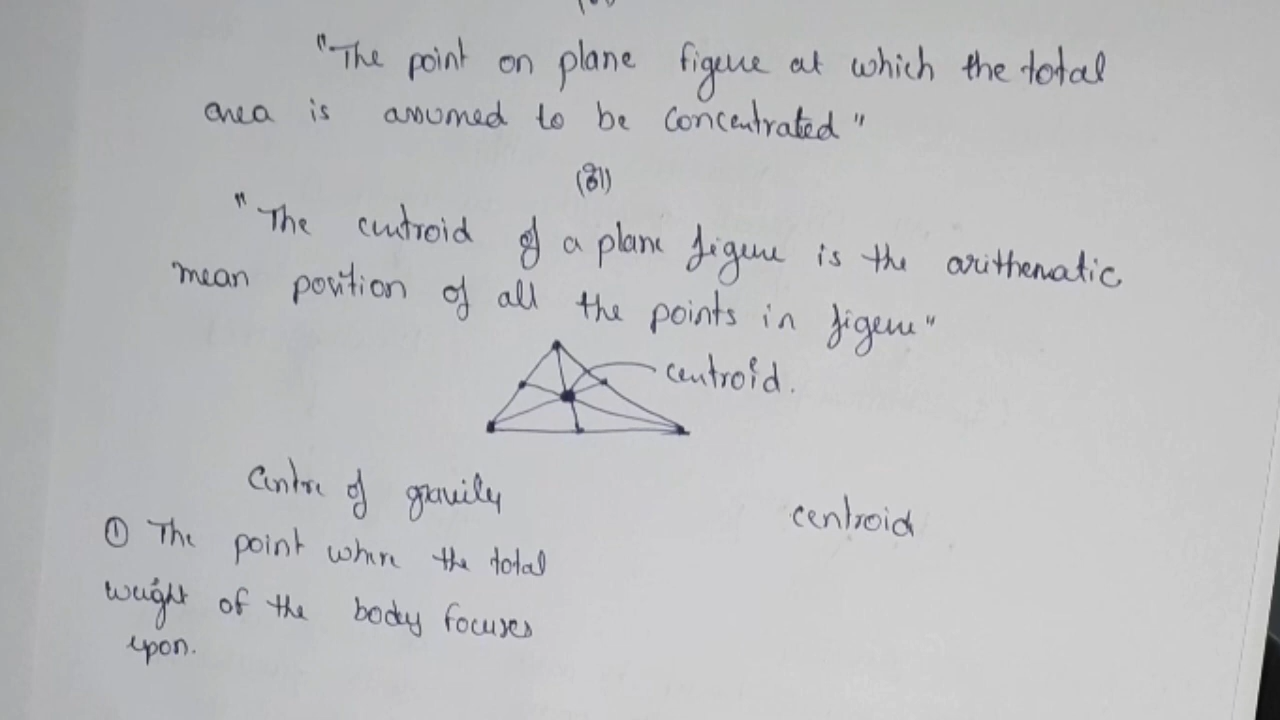 "The point on plane figure at which the total
area is assumed to be concentrated"
(or)
"The centroid of a plane figure is the arithematic
mean position of all the points in figure"
centroid.
Centre of gravity
centroid
① The point where the total
weight of the body focuses
upon.